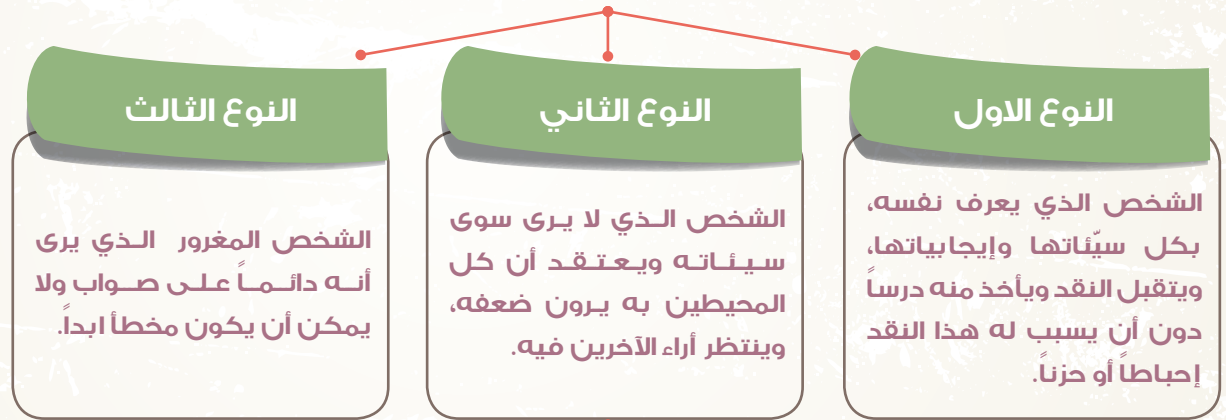 النوع الاول
الشخص الذي يعرف نفسه،
بكل سيّئاتها وإيجابياتها،
ويتقبل النقد ويأخذ منه درساً
دون أن يسبب له هذا النقد
إحباطاً أو حزناً.
النوع الثاني
الشخص الذي لا يرى سوى
سيئاته ويعتقد أن كل
المحيطين به يرون ضعفه،
وينتظر أراء الآخرين فيه.
النوع الثالث
الشخص المغرور الذي يرى
أنه دائماً على صواب ولا
يمكن أن يكون مخطأ ابداً.